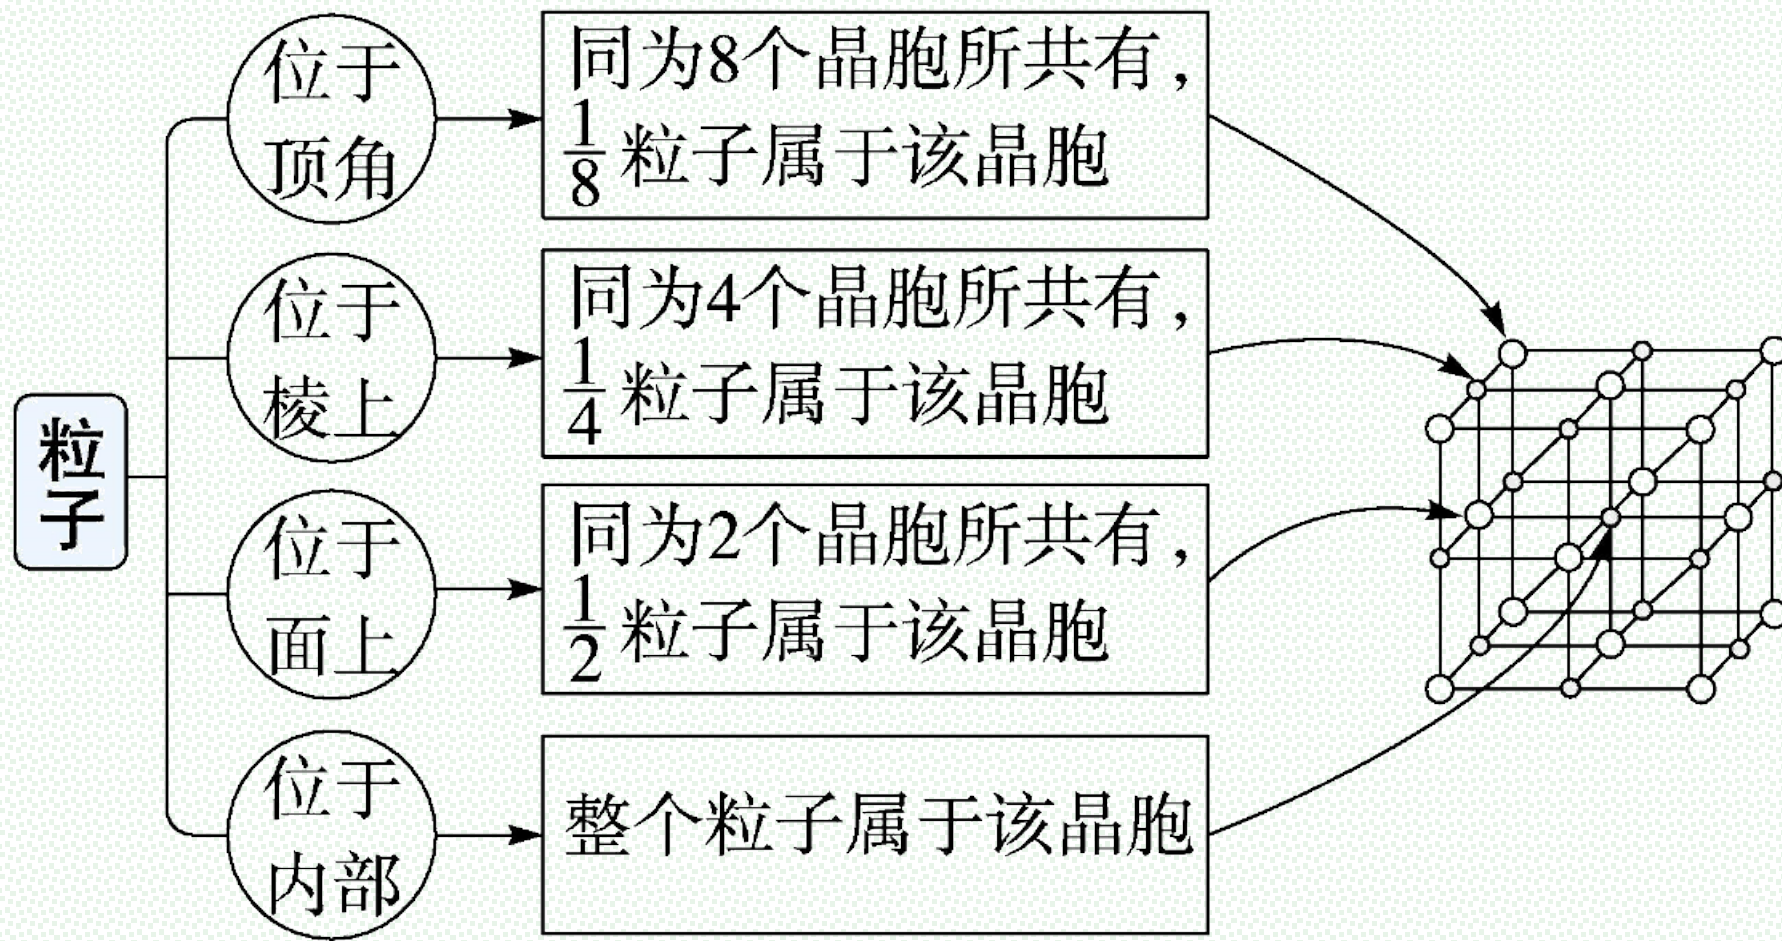 粒子
位于
顶角
同为8个晶胞所共有,
1/8 粒子属于该晶胞
位于
棱上
同为4个晶胞所共有,
1/4 粒子属于该晶胞
位于
面上
同为2个晶胞所共有,
1/2 粒子属于该晶胞
位于
内部
整个粒子属于该晶胞